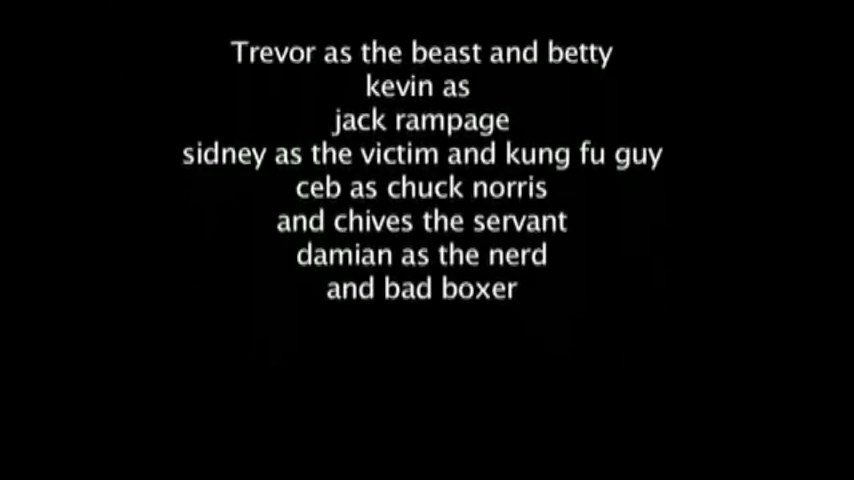 Trevor as the beast and betty
kevin as
jack rampage
sidney as the victim and kung fu guy
ceb as chuck norris
and chives the servant
damian as the nerd
and bad boxer